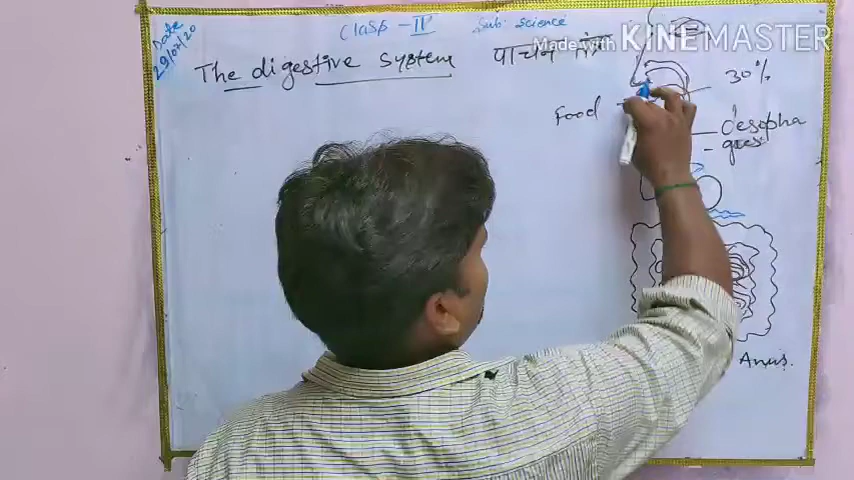 Date
29/07/20
Class - IV Sub: Science
Made With KINEMASTER
The digestive system पाचन
30%
Food
Oesopha
gues
Anus.